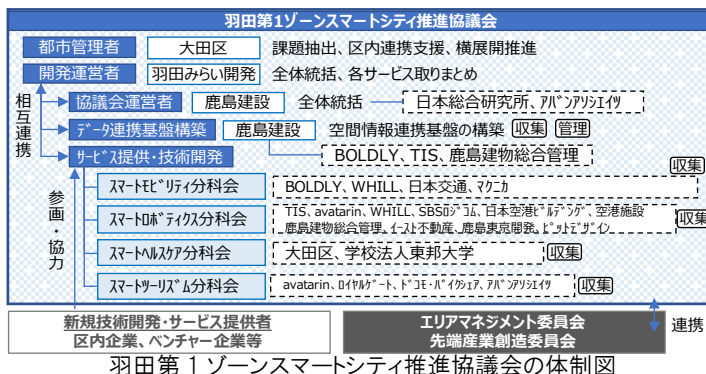 羽田第1ゾーンスマートシティ推進協議会
都市管理者 大田区 課題抽出、区内連携支援、横展開推進
開発運営者 羽田みらい開発 全体統括、各サービス取りまとめ
相互連携
協議会運営者 鹿島建設 全体統括 日本総合研究所、アバンアソシエイツ
データ連携基盤構築 鹿島建設 空間情報連携基盤の構築 収集 管理
サービス提供・技術開発 BOLDLY、TIS、鹿島建物総合管理
収集
参画・協力
スマートモビリティ分科会 BOLDLY、WHILL、日本交通、マクニカ
スマートロボティクス分科会
TIS、avatarin、WHILL、SBSロジコム、日本空港ビルデング、空港施設
鹿島建物総合管理、イースト不動産、鹿島東京開発、ピットデザイン
収集
スマートヘルスケア分科会 大田区、学校法人東邦大学 収集
スマートツーリズム分科会 avatarin、ロイヤルゲート、ドコモ・バイクシェア、アバンアソシエイツ 収集
新規技術開発・サービス提供者
区内企業、ベンチャー企業等
エリアマネジメント委員会
先端産業創造委員会
連携
羽田第1ゾーンスマートシティ推進協議会の体制図